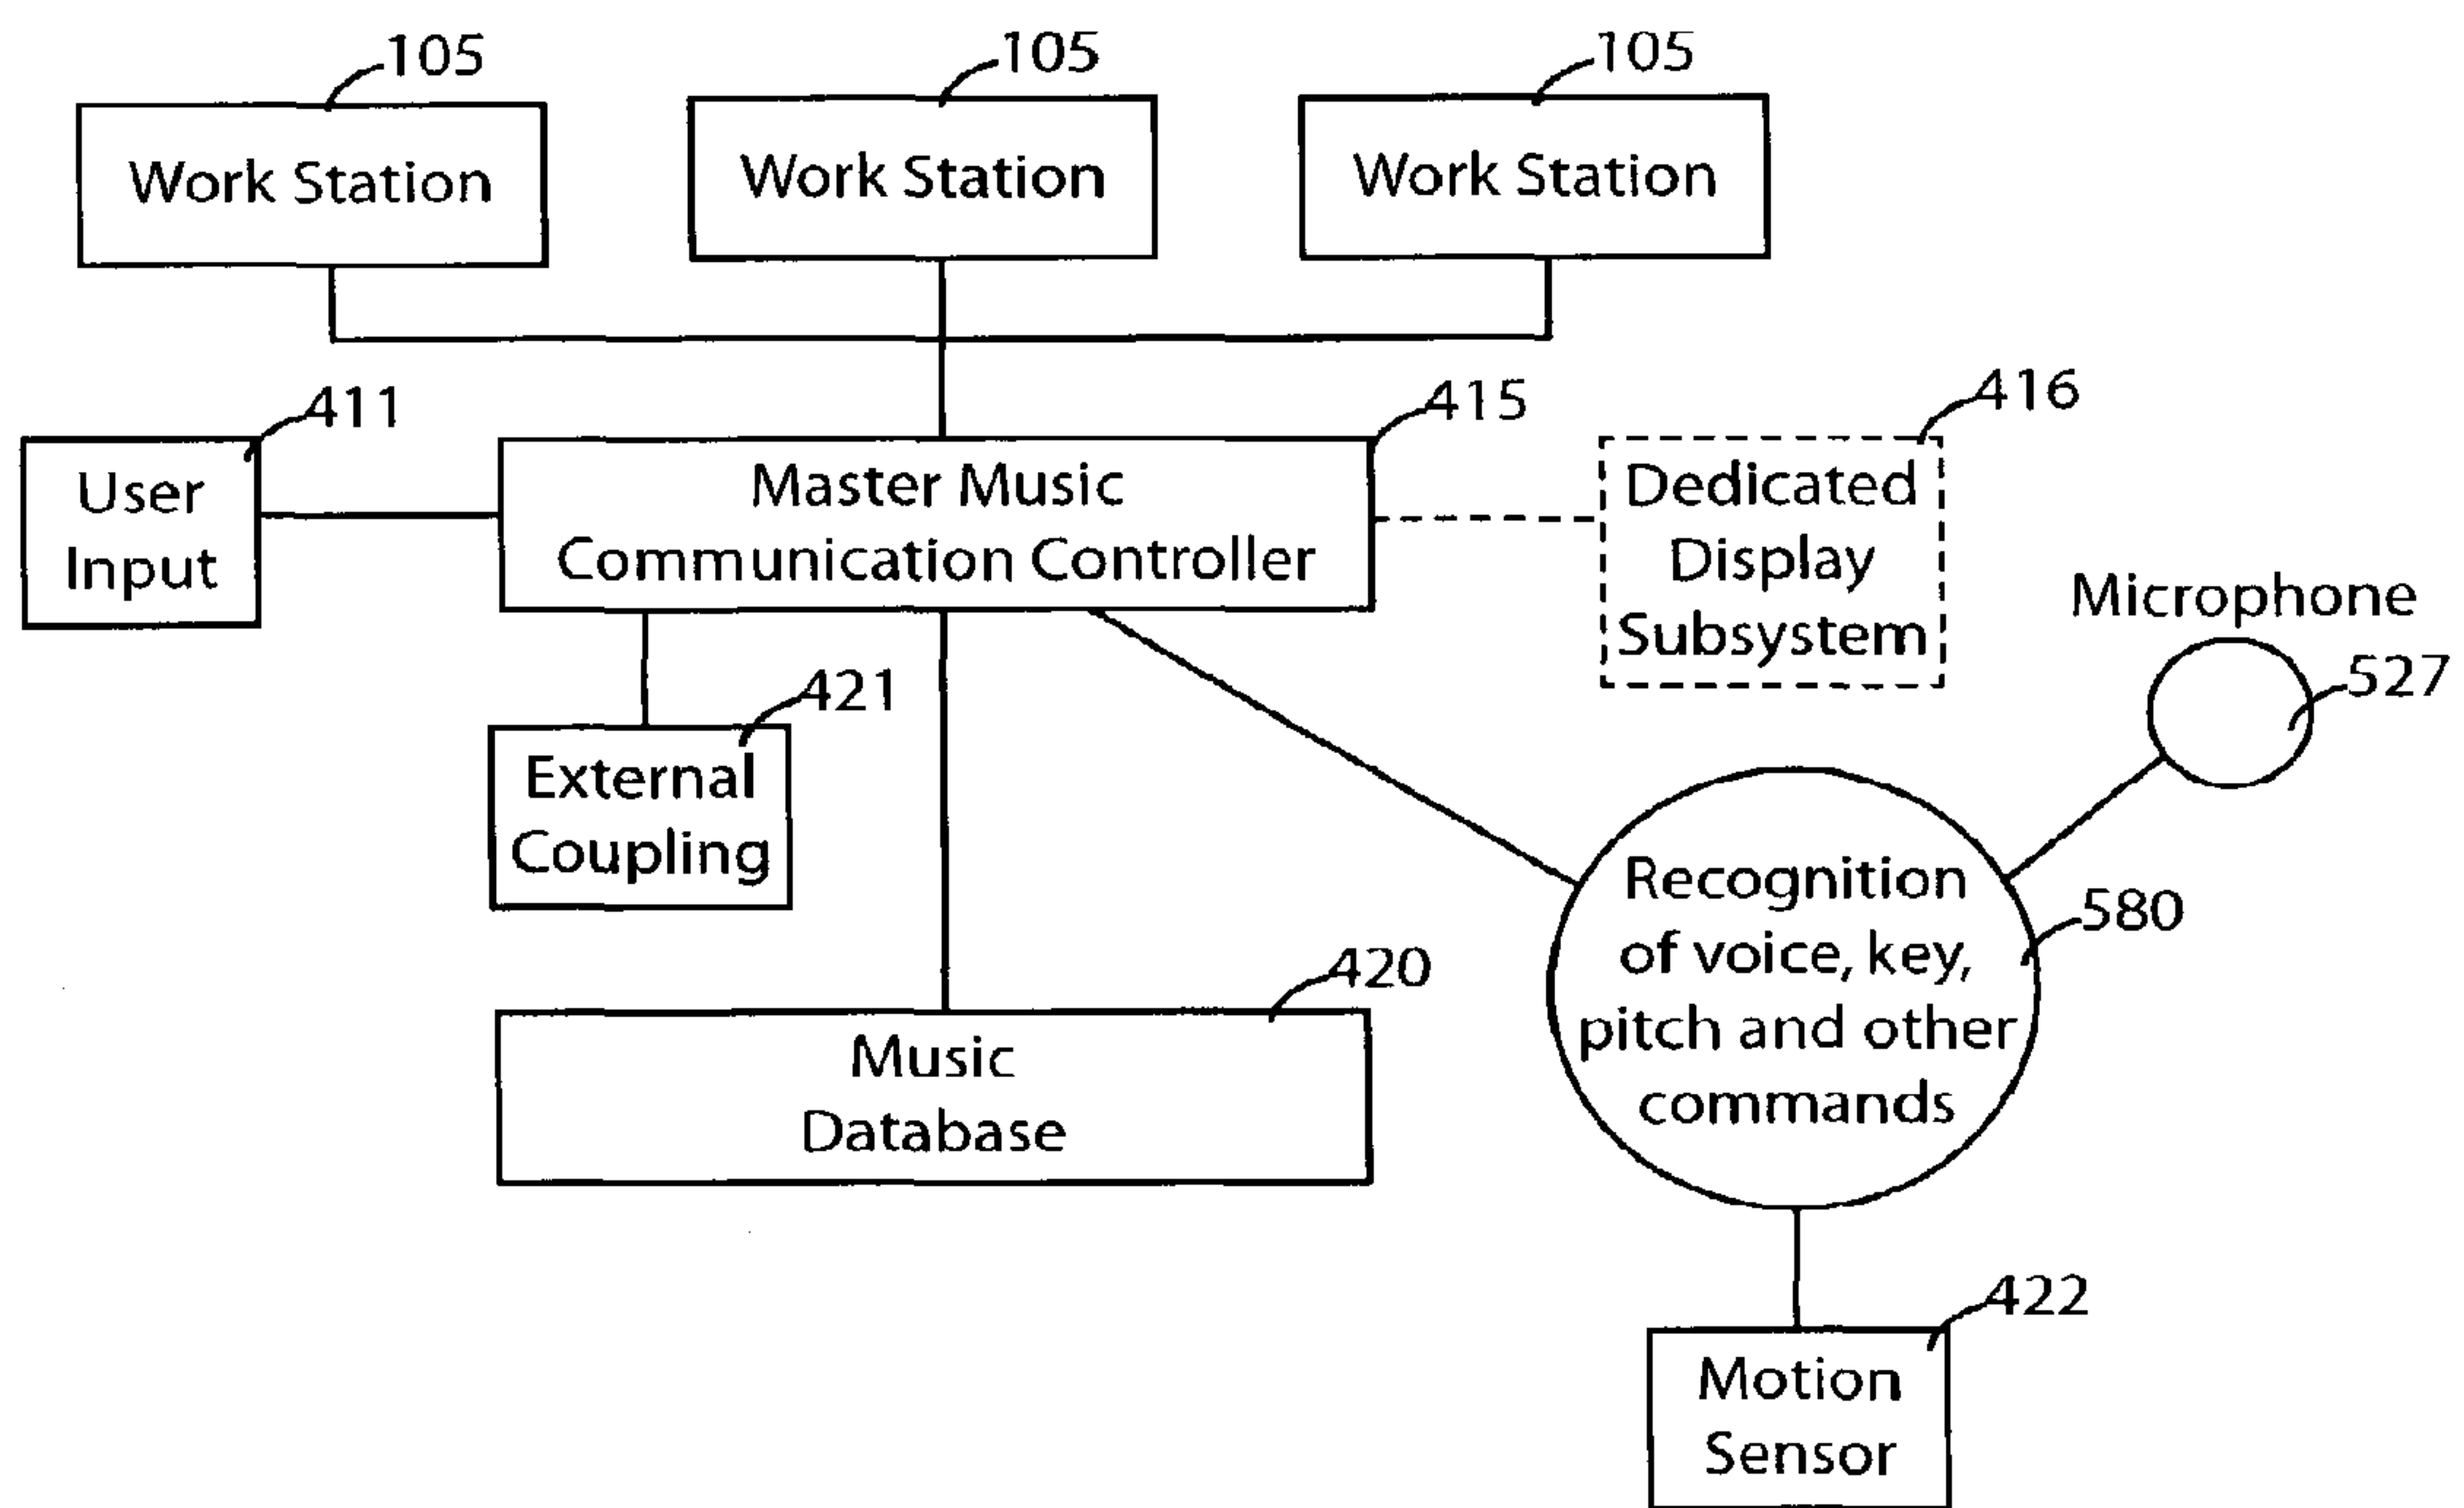 105
105
105
Work Station
Work Station
Work Station
411
415
416
User
Input
Master Music
Communication Controller
Dedicated
Display
Subsystem
Microphone
527
421
External
Coupling
Recognition
of voice, key,
pitch and other
commands
580
420
Music
Database
422
Motion
Sensor